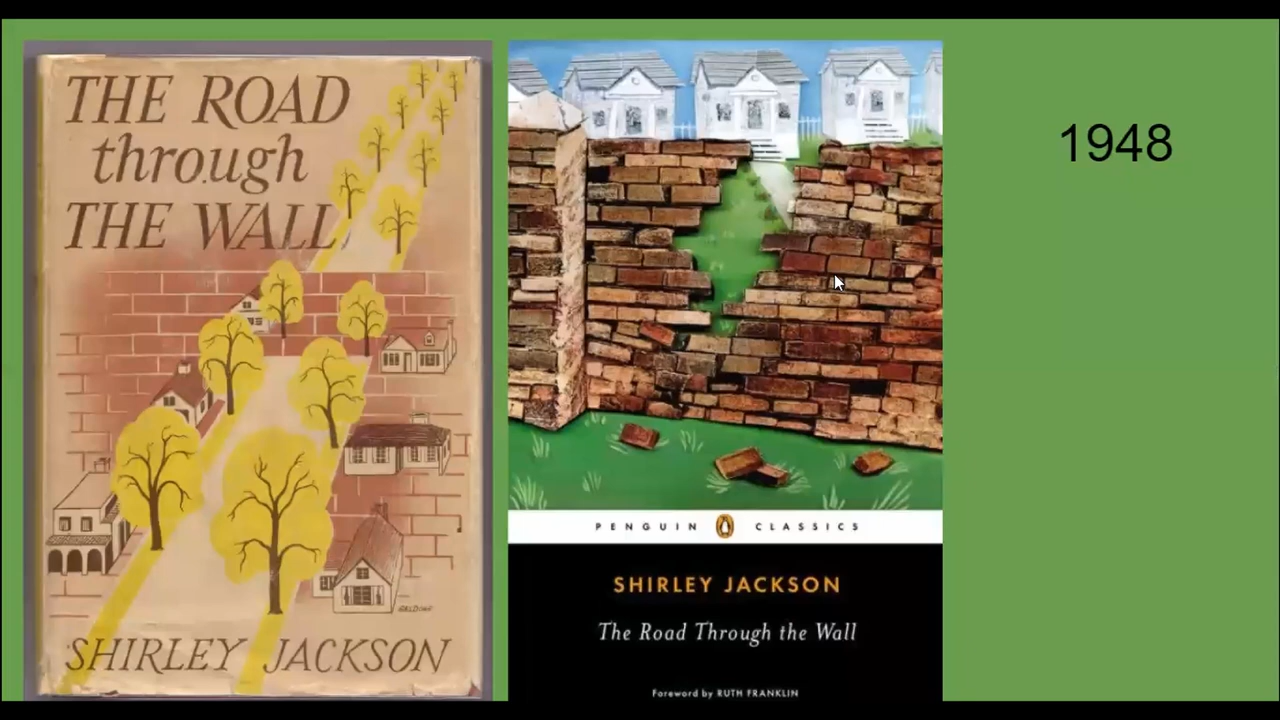 THE ROAD
through
THE WALL
SHIRLEY JACKSON
PENGUIN CLASSICS
SHIRLEY JACKSON
The Road Through the Wall
Foreword by RUTH FRANKLIN
1948